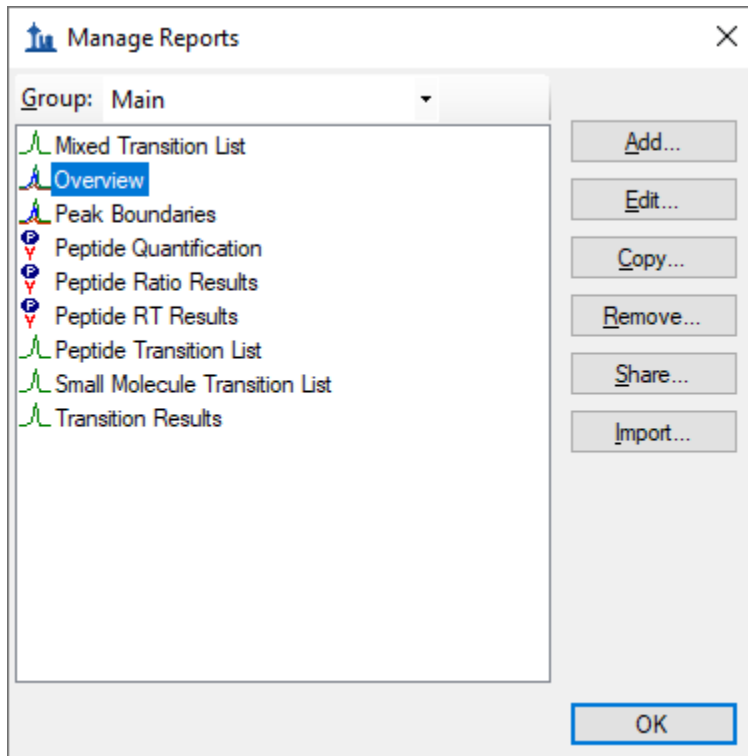 Manage Reports
Group: Main
Mixed Transition List
Overview
Peak Boundaries
Peptide Quantification
Peptide Ratio Results
Peptide RT Results
Peptide Transition List
Small Molecule Transition List
Transition Results
Add...
Edit...
Copy...
Remove...
Share...
Import...
OK